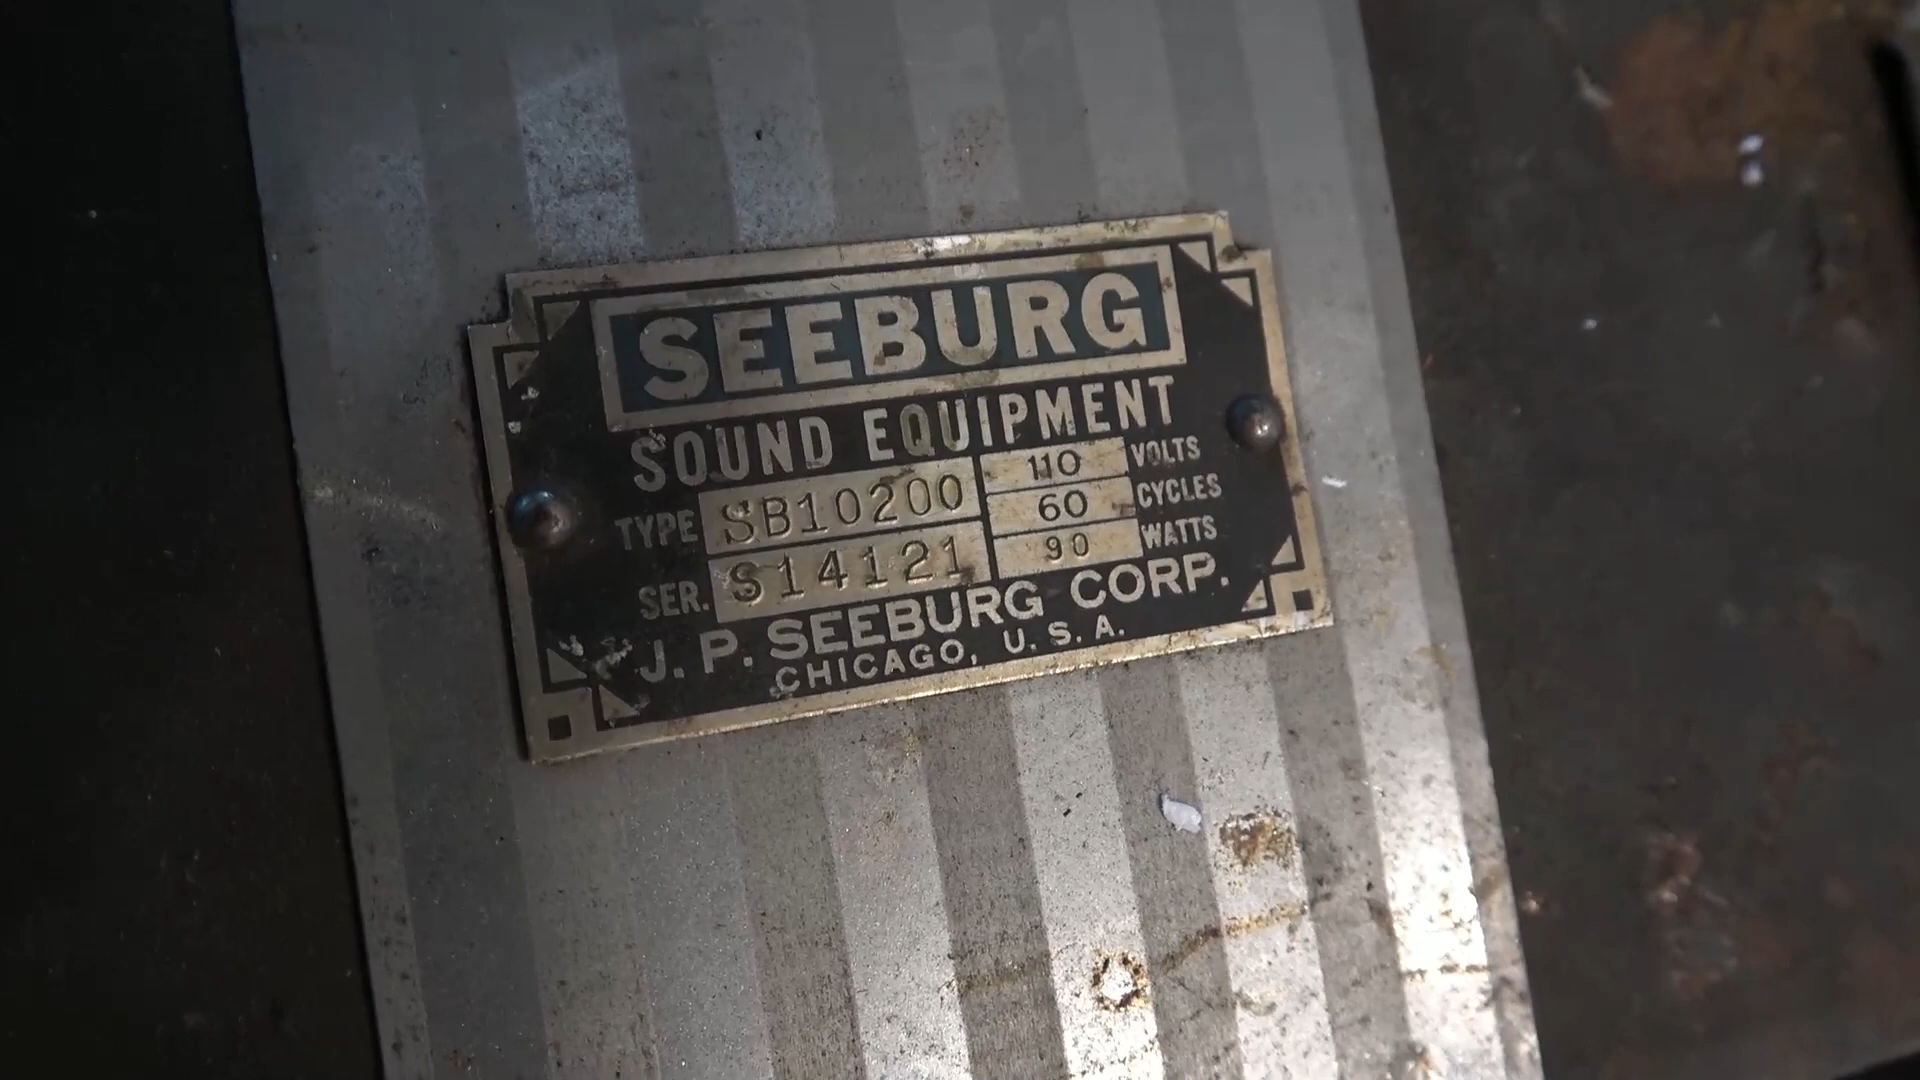 SEEBURG
SOUND EQUIPMENT
TYPE SB10200 110 VOLTS
60 CYCLES
SER. S14121 90 WATTS
J. P. SEEBURG CORP.
CHICAGO, U. S. A.